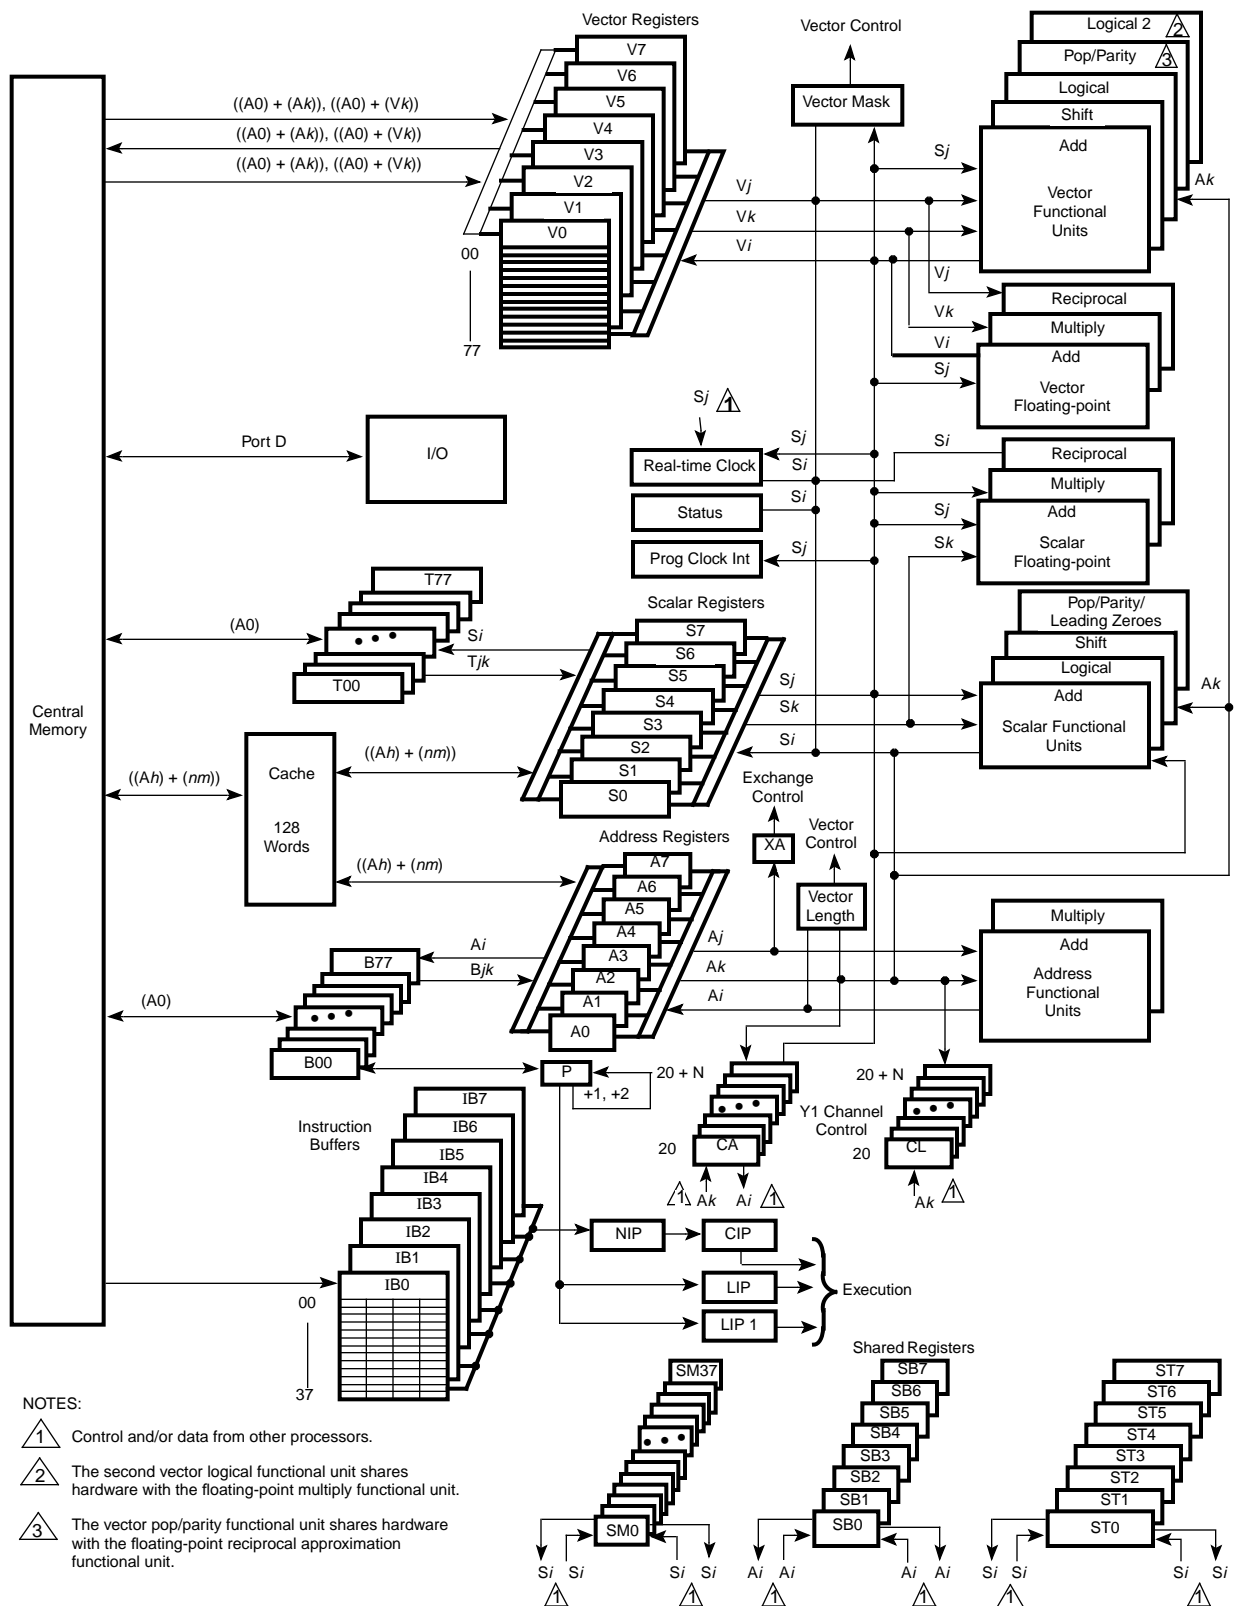 Vector Registers
V7
V6
V5
V4
V3
V2
V1
V0
00
77
((A0) + (Ak)), ((A0) + (Vk))
((A0) + (Ak)), ((A0) + (Vk))
((A0) + (Ak)), ((A0) + (Vk))
Vector Control
Vector Mask
Logical 2
2
Pop/Parity
3
Logical
Shift
Add
Vector
Functional
Units
Sj
Vj
Vk
Vi
Ak
Vj
Vk
Vi
Sj
Reciprocal
Multiply
Add
Vector
Floating-point
Port D
I/O
Sj
1
Real-time Clock
Sj
Si
Status
Si
Prog Clock Int
Sj
Si
Sj
Sk
Reciprocal
Multiply
Add
Scalar
Floating-point
T77
T00
(A0)
Si
Tjk
Scalar Registers
S7
S6
S5
S4
S3
S2
S1
S0
Sj
Sk
Si
Pop/Parity/
Leading Zeroes
Shift
Logical
Add
Scalar Functional
Units
Ak
Central
Memory
((Ah) + (nm))
Cache
128
Words
((Ah) + (nm))
((Ah) + (nm)
Exchange
Control
XA
Vector
Control
Vector
Length
Address Registers
A7
A6
A5
A4
A3
A2
A1
A0
Aj
Ak
Ai
Multiply
Add
Address
Functional
Units
B77
B00
(A0)
Ai
Bjk
P
+1, +2
20 + N
CA
20
1
Ak
Ai
1
20 + N
Y1 Channel
Control
20
CL
Ak
1
Instruction
Buffers
IB7
IB6
IB5
IB4
IB3
IB2
IB1
IB0
00
37
NIP
CIP
LIP
LIP 1
Execution
Shared Registers
SM37
SM0
Si
Si
Si
Si
1
1
SB7
SB6
SB5
SB4
SB3
SB2
SB1
SB0
Ai
Ai
Ai
Ai
1
1
ST7
ST6
ST5
ST4
ST3
ST2
ST1
ST0
Si
Si
Si
Si
1
1
NOTES:
1 Control and/or data from other processors.
2 The second vector logical functional unit shares
hardware with the floating-point multiply functional unit.
3 The vector pop/parity functional unit shares hardware
with the floating-point reciprocal approximation
functional unit.